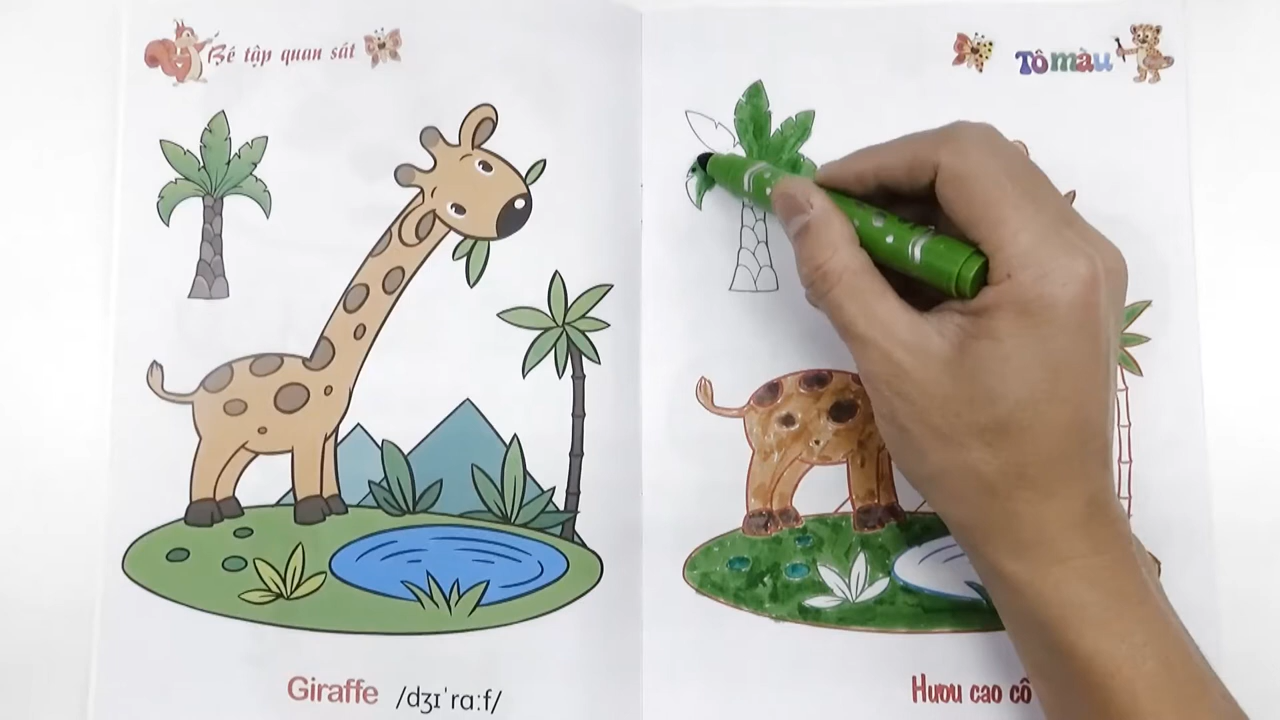 Bé tập quan sát
Tô màu
Giraffe /dʒɪˈrɑːf/
Hươu cao cổ